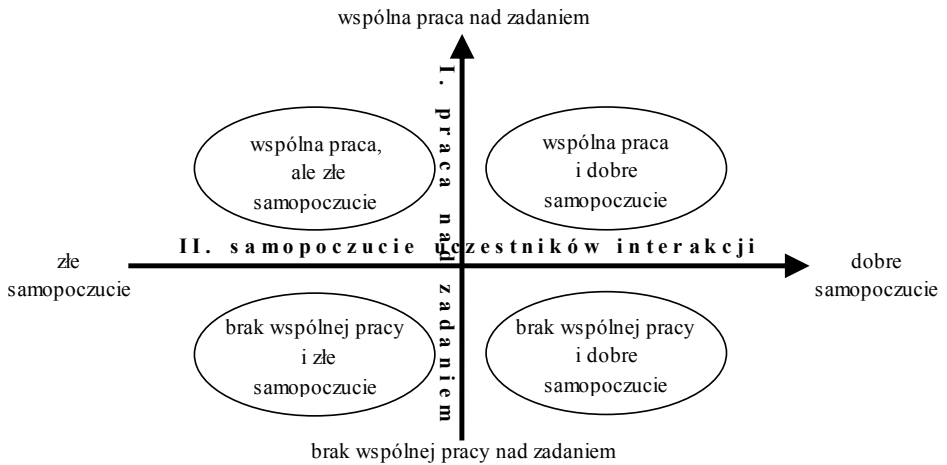 wspólna praca nad zadaniem
I. praca nad zadaniem
wspólna praca,
ale złe
samopoczucie
wspólna praca
i dobre
samopoczucie
II. samopoczucie uczestników interakcji
złe
samopoczucie
dobre
samopoczucie
brak wspólnej pracy
i złe
samopoczucie
brak wspólnej pracy
i dobre
samopoczucie
brak wspólnej pracy nad zadaniem